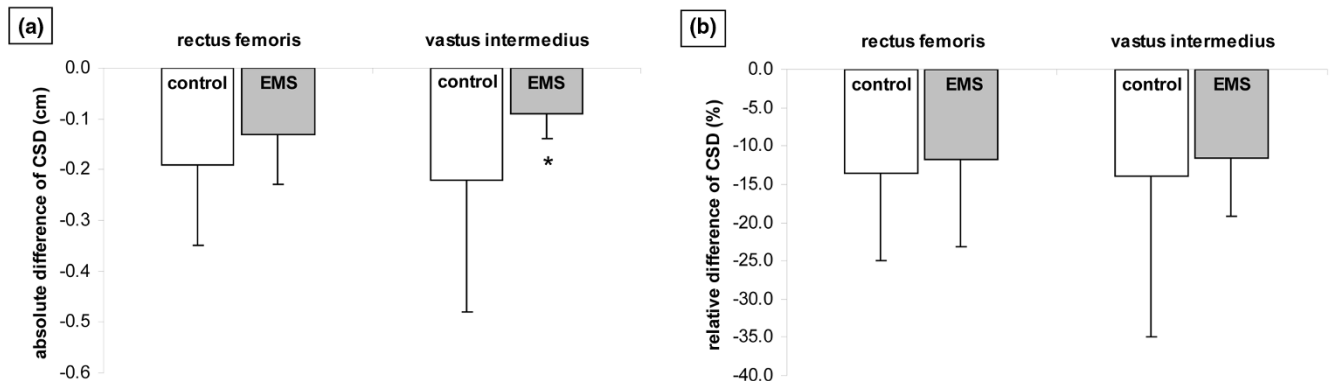 (a)
rectus femoris
vastus intermedius
absolute difference of CSD (cm)
0.0
-0.1
-0.2
-0.3
-0.4
-0.5
-0.6
control
EMS
control
EMS
*
(b)
rectus femoris
vastus intermedius
relative difference of CSD (%)
0.0
-5.0
-10.0
-15.0
-20.0
-25.0
-30.0
-35.0
-40.0
control
EMS
control
EMS